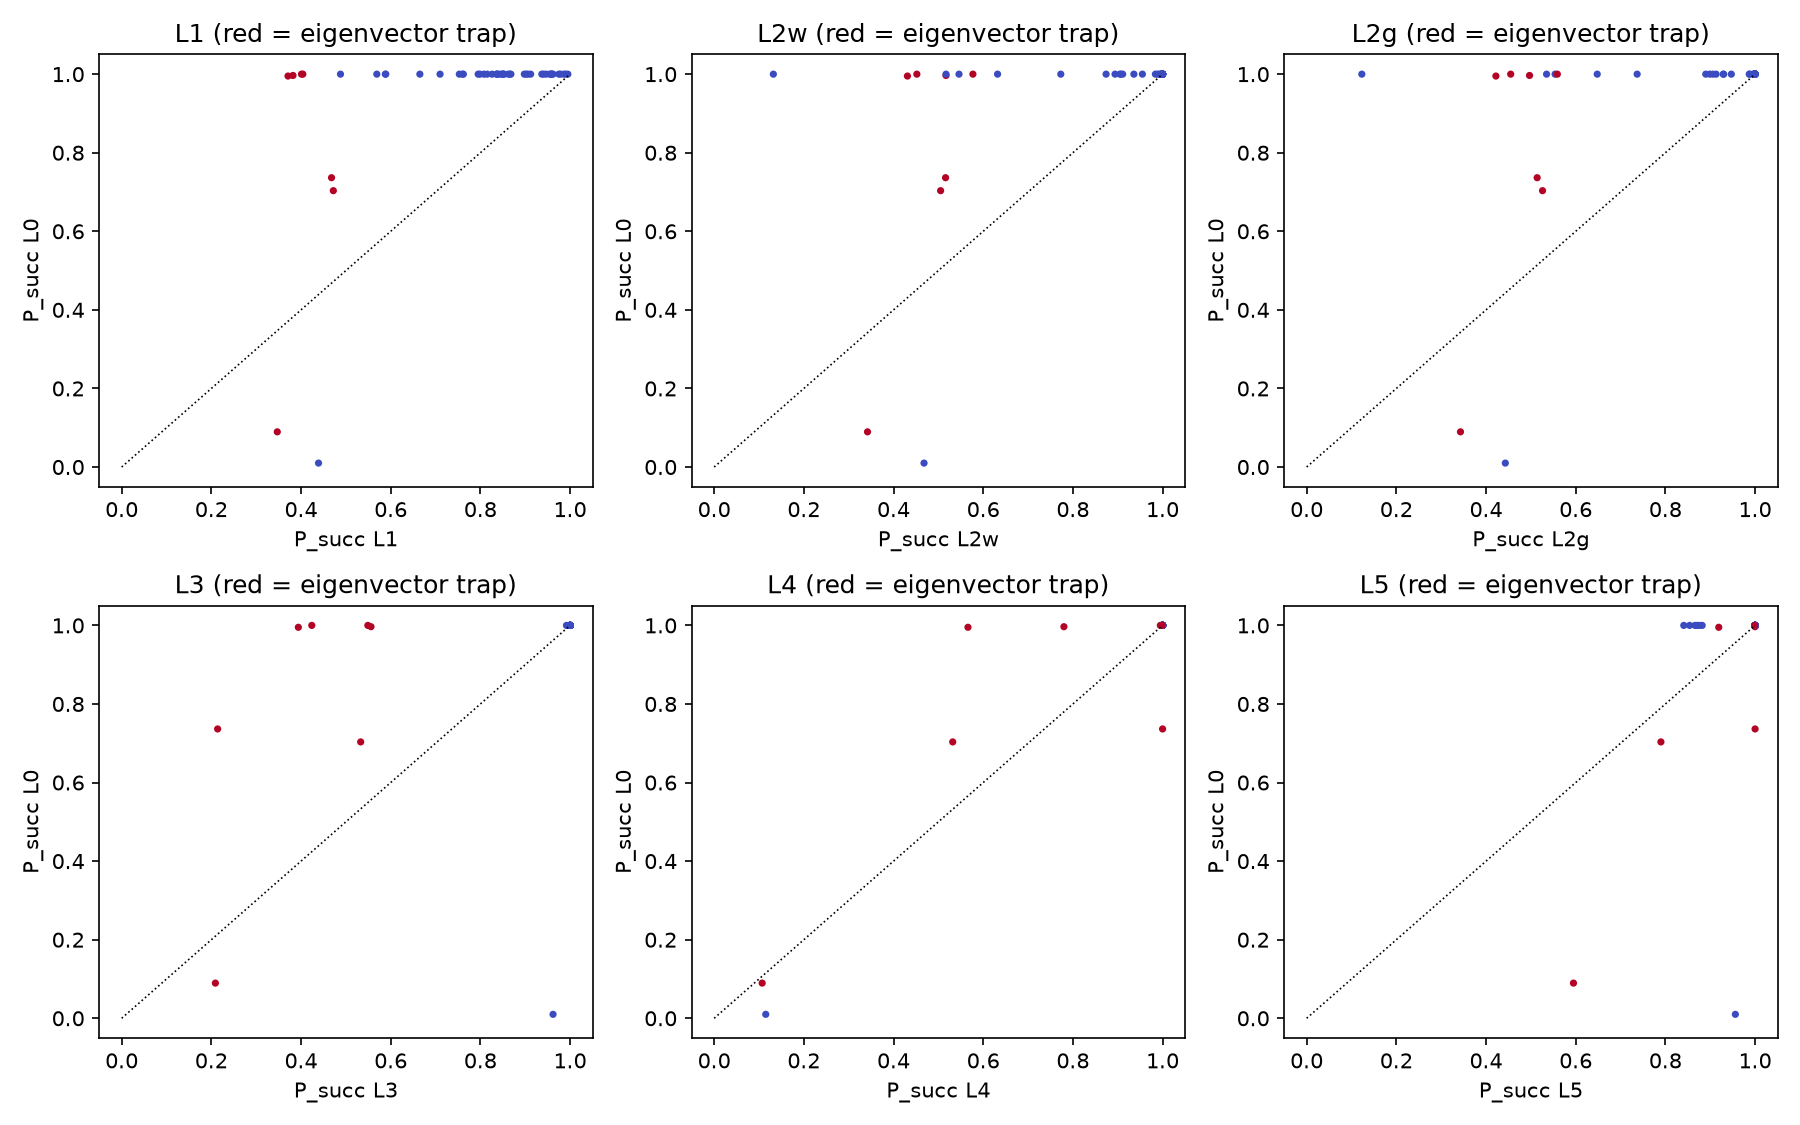 L1 (red = eigenvector trap)
P_succ L0
1.0
0.8
0.6
0.4
0.2
0.0
0.0 0.2 0.4 0.6 0.8 1.0
P_succ L1
L2w (red = eigenvector trap)
P_succ L0
1.0
0.8
0.6
0.4
0.2
0.0
0.0 0.2 0.4 0.6 0.8 1.0
P_succ L2w
L2g (red = eigenvector trap)
P_succ L0
1.0
0.8
0.6
0.4
0.2
0.0
0.0 0.2 0.4 0.6 0.8 1.0
P_succ L2g
L3 (red = eigenvector trap)
P_succ L0
1.0
0.8
0.6
0.4
0.2
0.0
0.0 0.2 0.4 0.6 0.8 1.0
P_succ L3
L4 (red = eigenvector trap)
P_succ L0
1.0
0.8
0.6
0.4
0.2
0.0
0.0 0.2 0.4 0.6 0.8 1.0
P_succ L4
L5 (red = eigenvector trap)
P_succ L0
1.0
0.8
0.6
0.4
0.2
0.0
0.0 0.2 0.4 0.6 0.8 1.0
P_succ L5